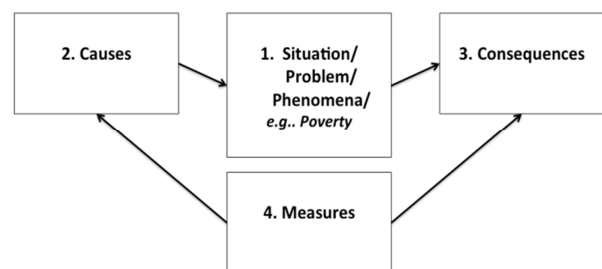 2. Causes
1. Situation/
Problem/
Phenomena/
e.g.. Poverty
3. Consequences
4. Measures